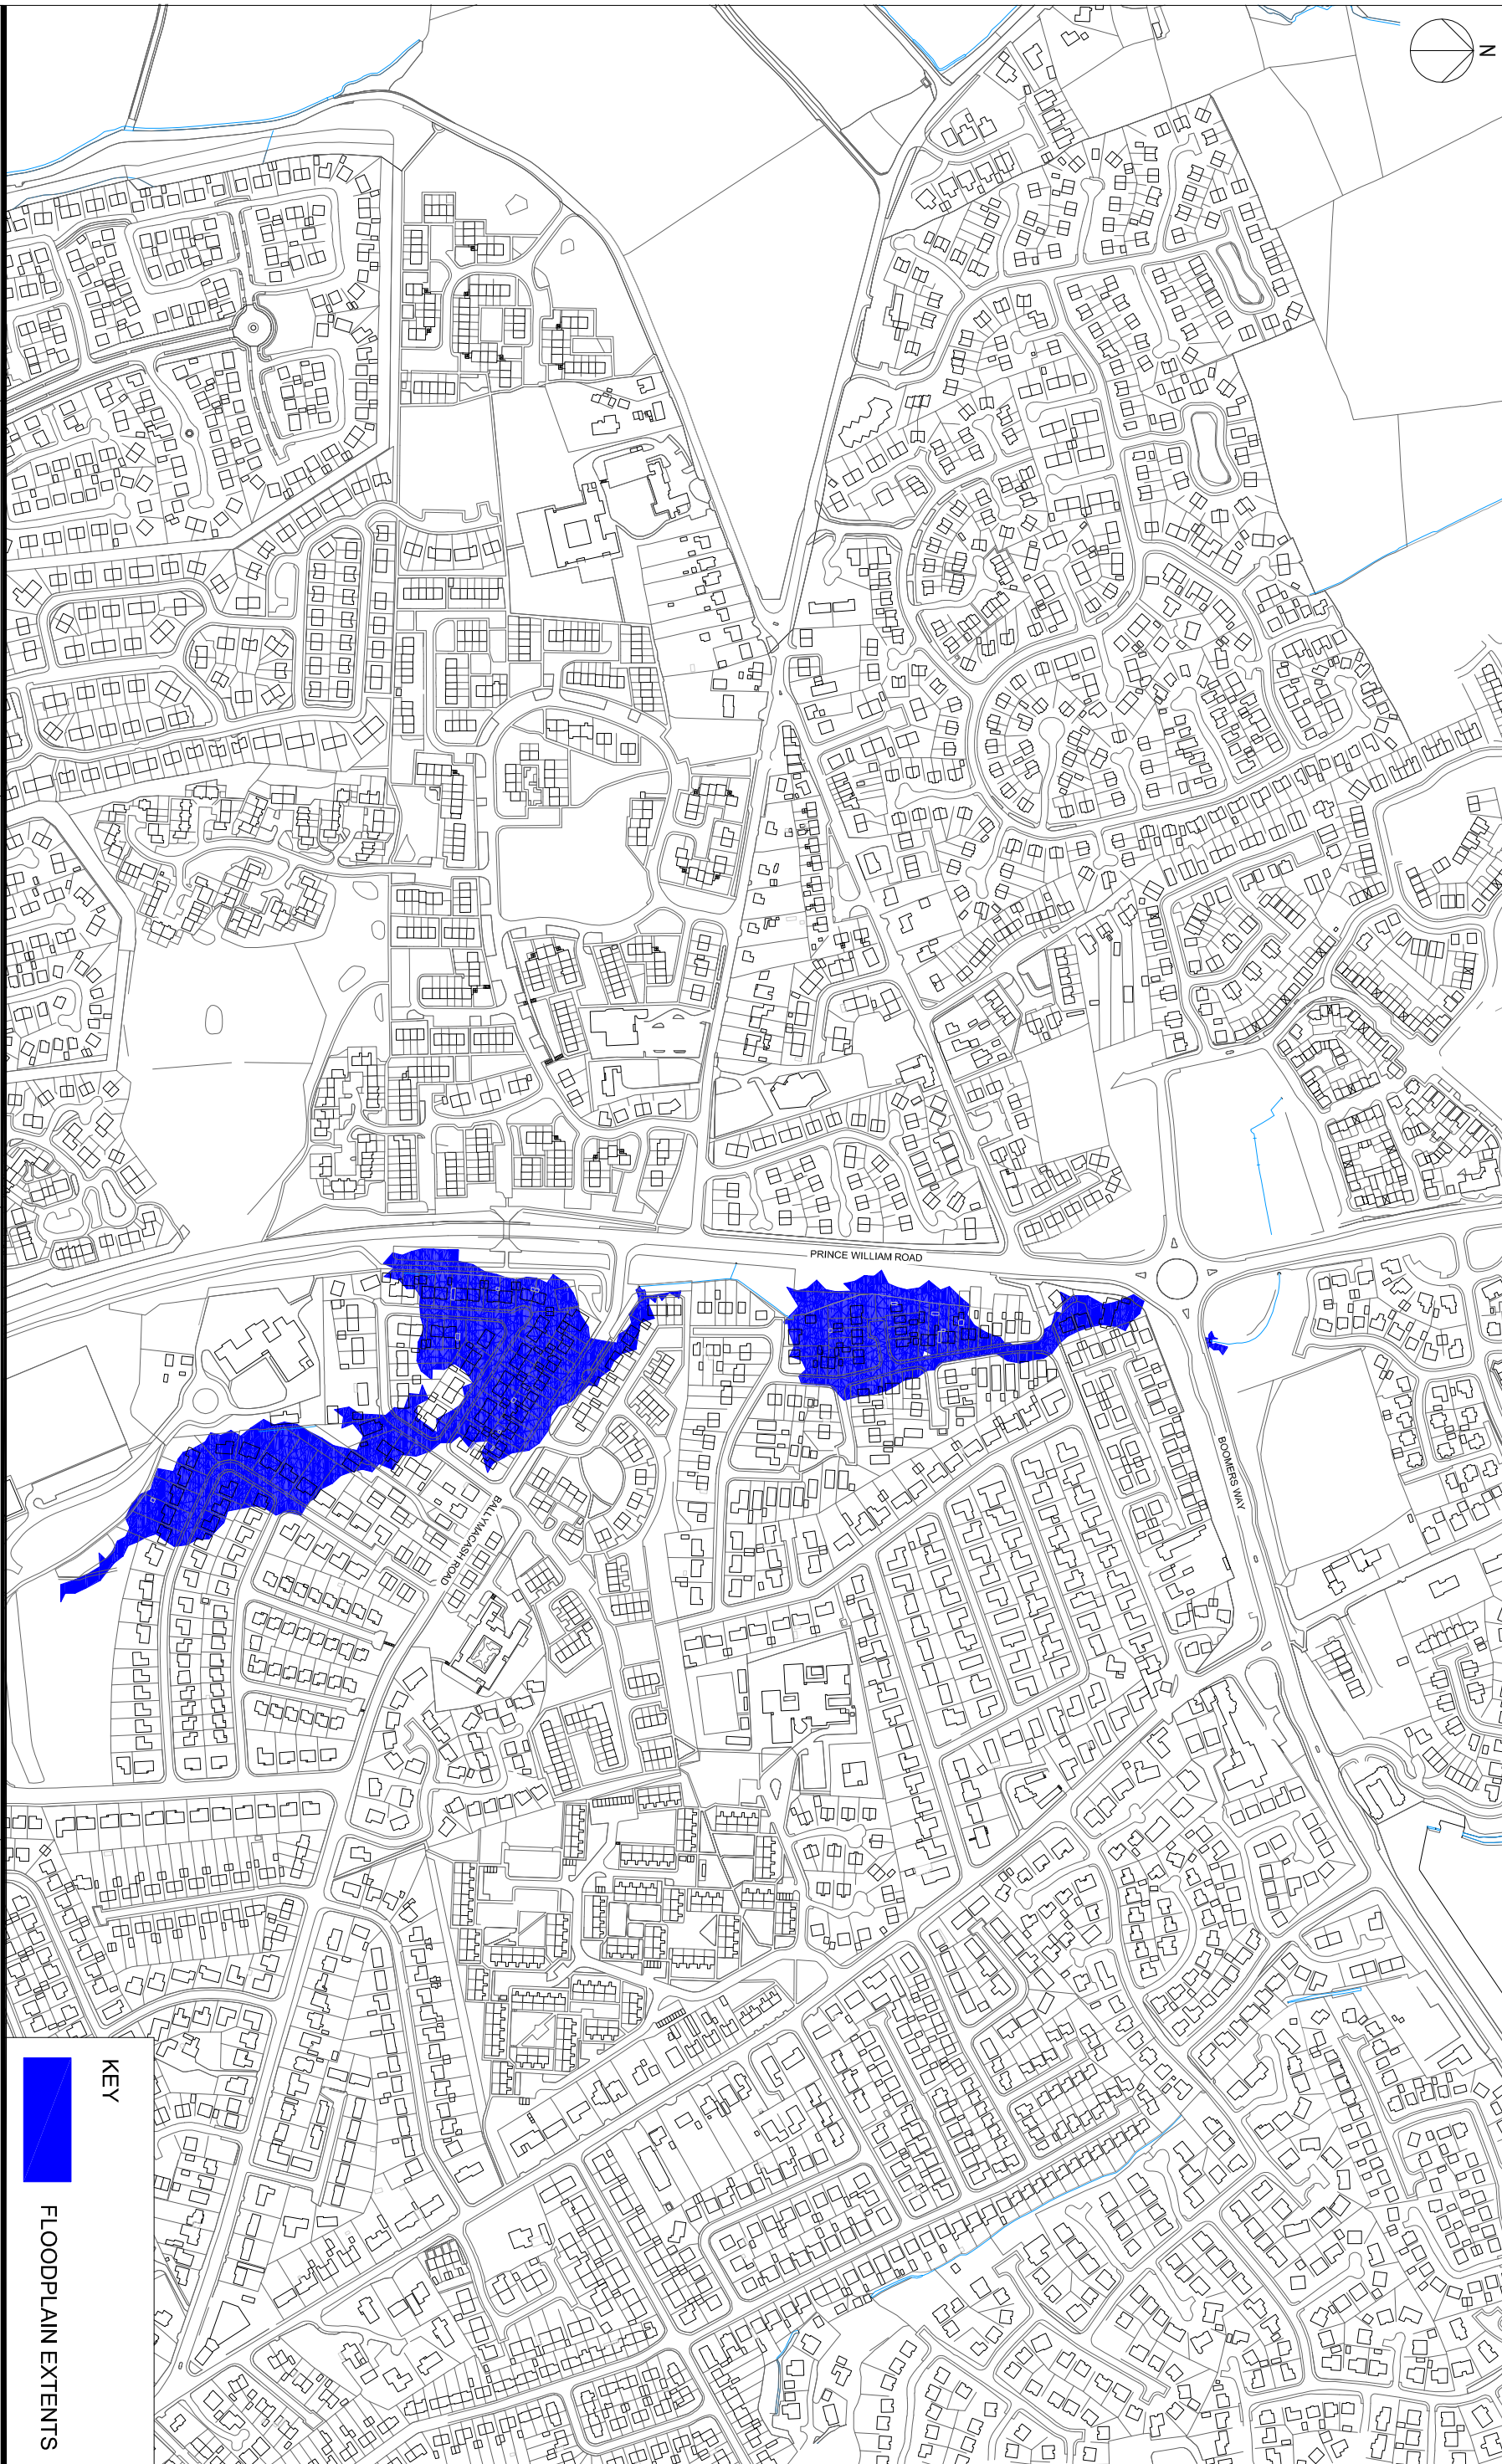 N
PRINCE WILLIAM ROAD
BOOMERS WAY
BALLYMACASH ROAD
KEY
FLOODPLAIN EXTENTS